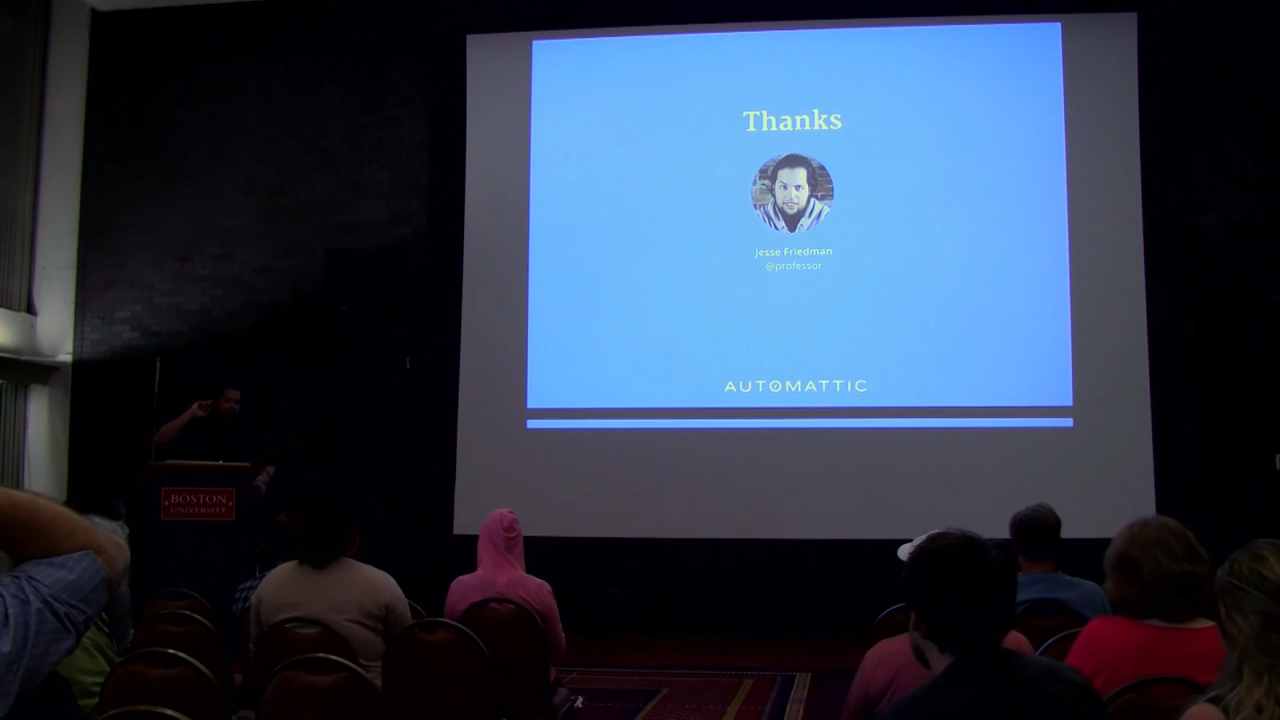 Thanks
Jesse Friedman
@professor
AUTOMATTIC
BOSTON
UNIVERSITY